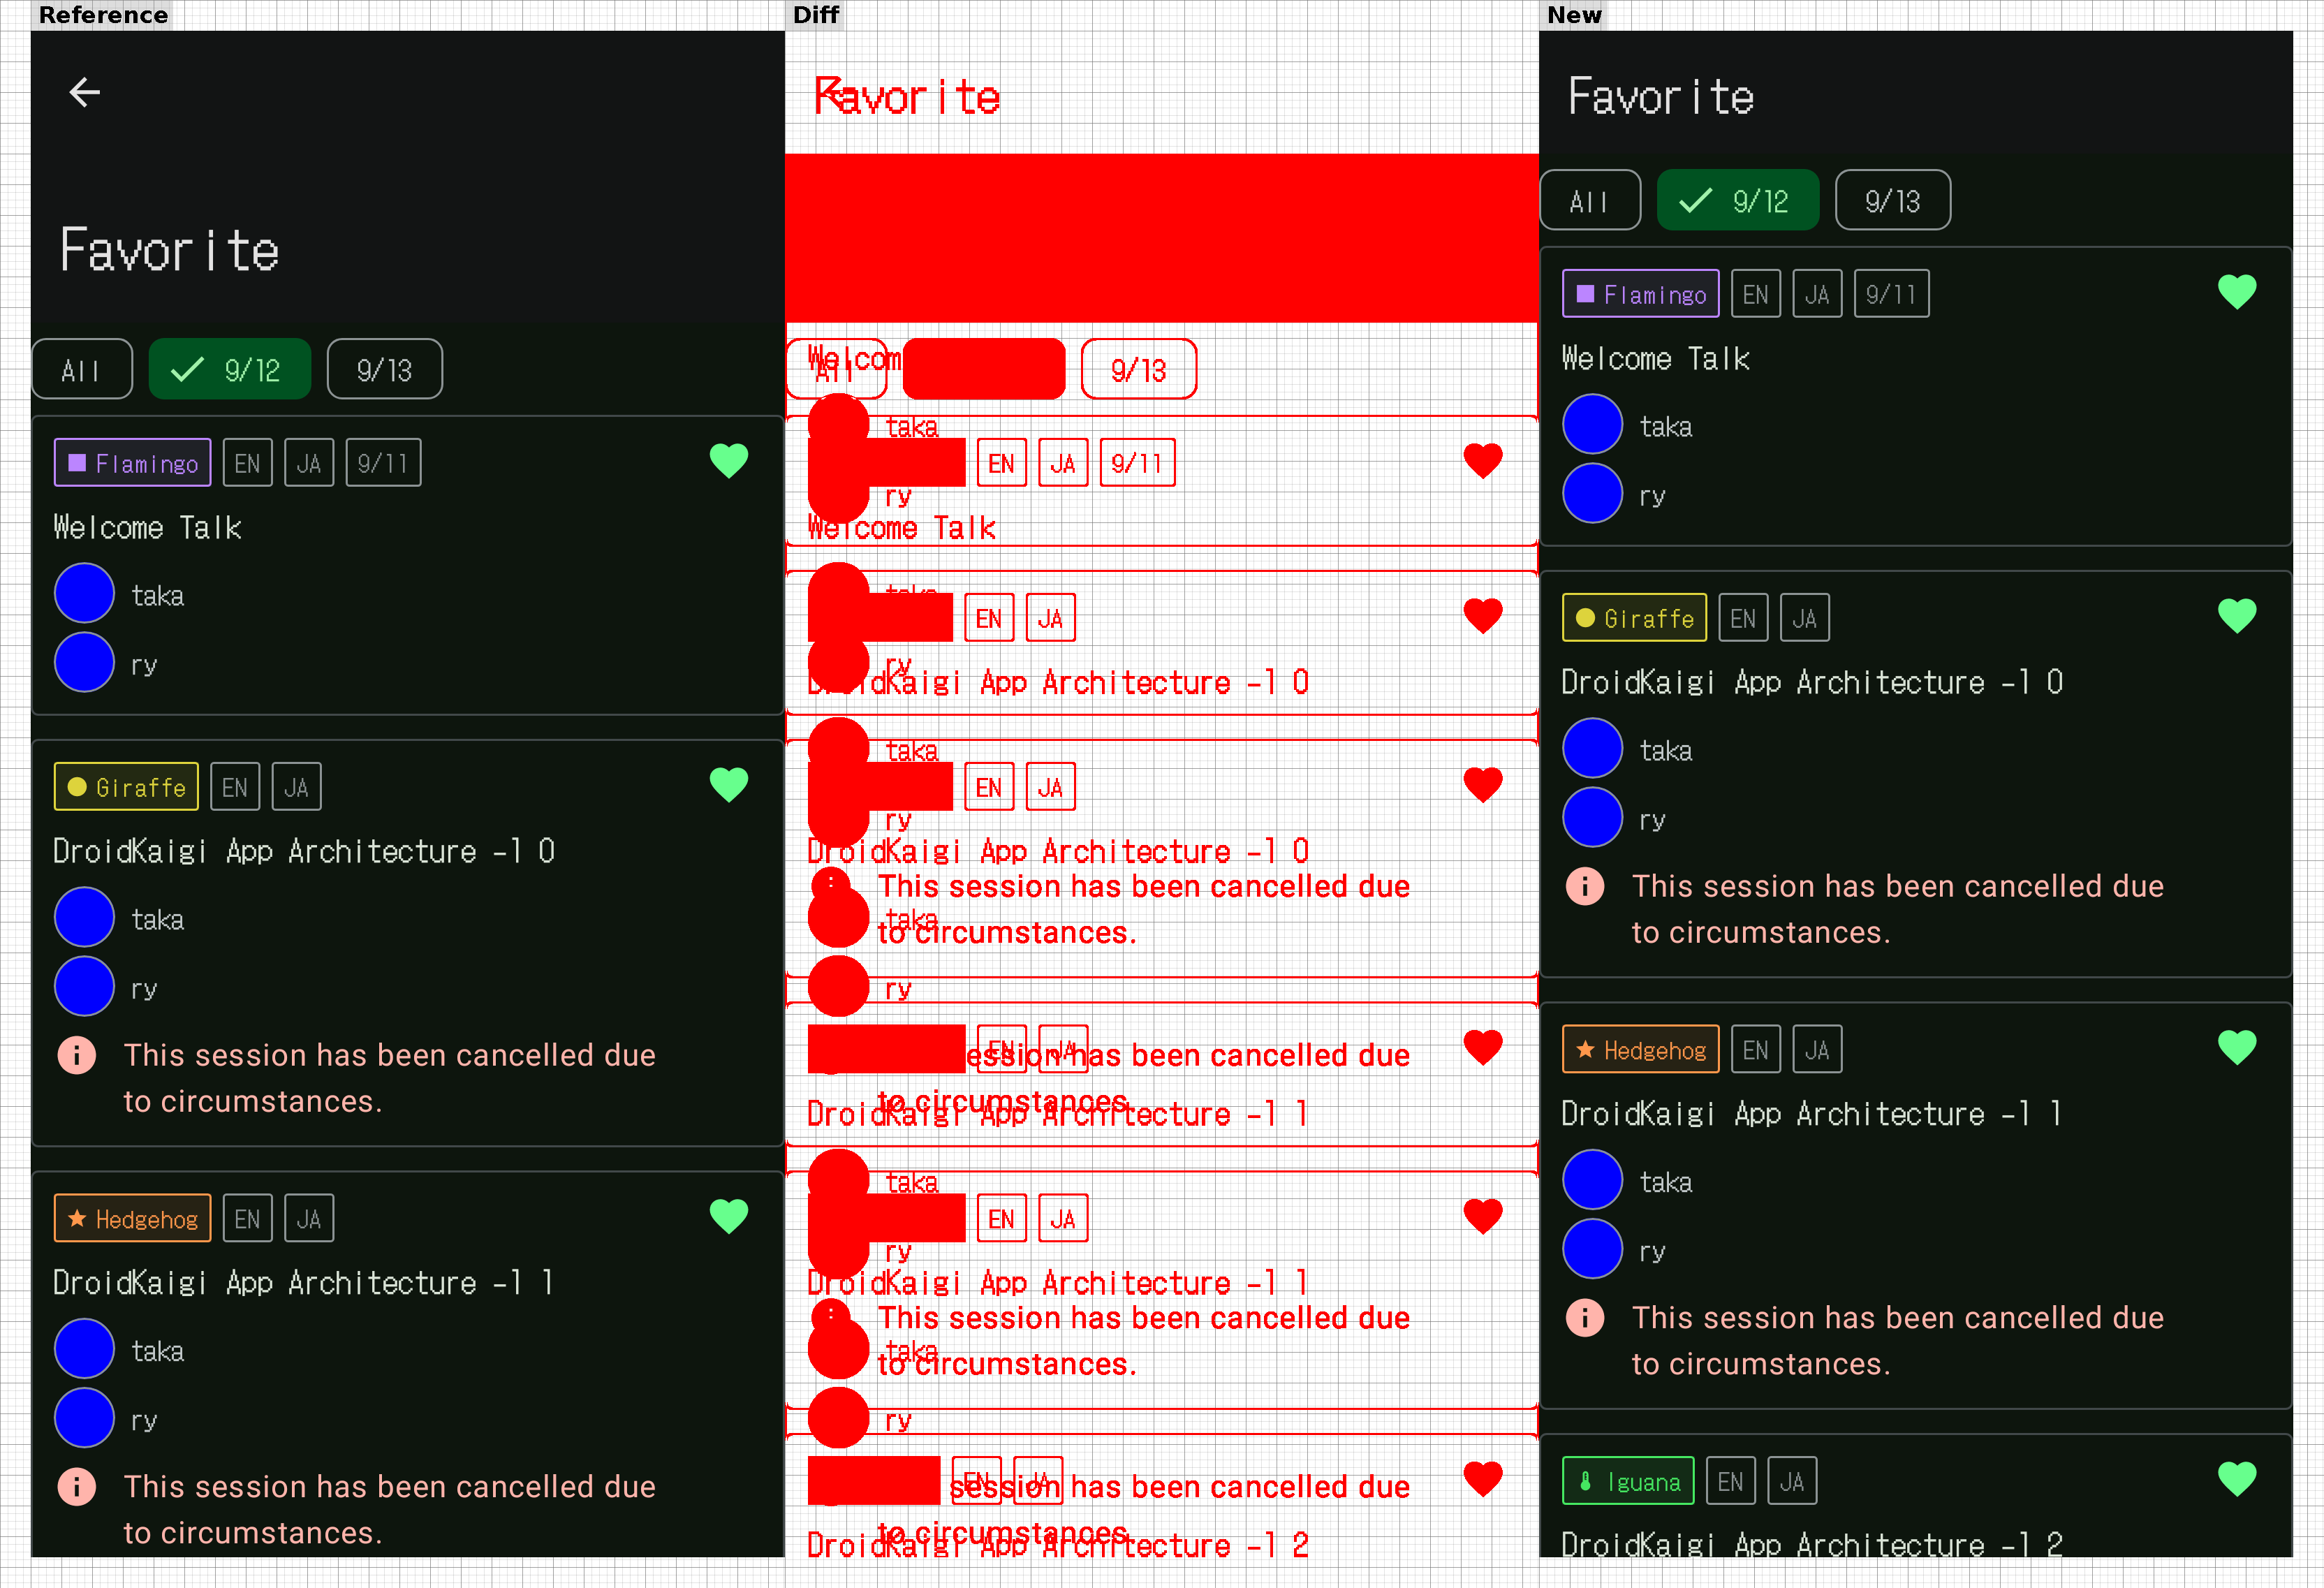 Reference
Favorite
All 9/12 9/13
Flamingo EN JA 9/11
Welcome Talk
taka
ry
Giraffe EN JA
DroidKaigi App Architecture -1 0
taka
ry
This session has been cancelled due
to circumstances.
Hedgehog EN JA
DroidKaigi App Architecture -1 1
taka
ry
This session has been cancelled due
to circumstances.
Diff
Favorite
Welcom
All 9/13
taka
EN JA 9/11
ry
Welcome Talk
taka
EN JA
ry
DroidKaigi App Architecture -1 0
taka
EN JA
ry
DroidKaigi App Architecture -1 0
This session has been cancelled due
taka
to circumstances.
ry
EN JA
session has been cancelled due
to circumstances.
DroidKaigi App Architecture -1 1
taka
EN JA
ry
DroidKaigi App Architecture -1 1
This session has been cancelled due
taka
to circumstances.
ry
EN JA
session has been cancelled due
to circumstances.
DroidKaigi App Architecture -1 2
New
Favorite
All 9/12 9/13
Flamingo EN JA 9/11
Welcome Talk
taka
ry
Giraffe EN JA
DroidKaigi App Architecture -1 0
taka
ry
This session has been cancelled due
to circumstances.
Hedgehog EN JA
DroidKaigi App Architecture -1 1
taka
ry
This session has been cancelled due
to circumstances.
Iguana EN JA
DroidKaigi App Architecture -1 2